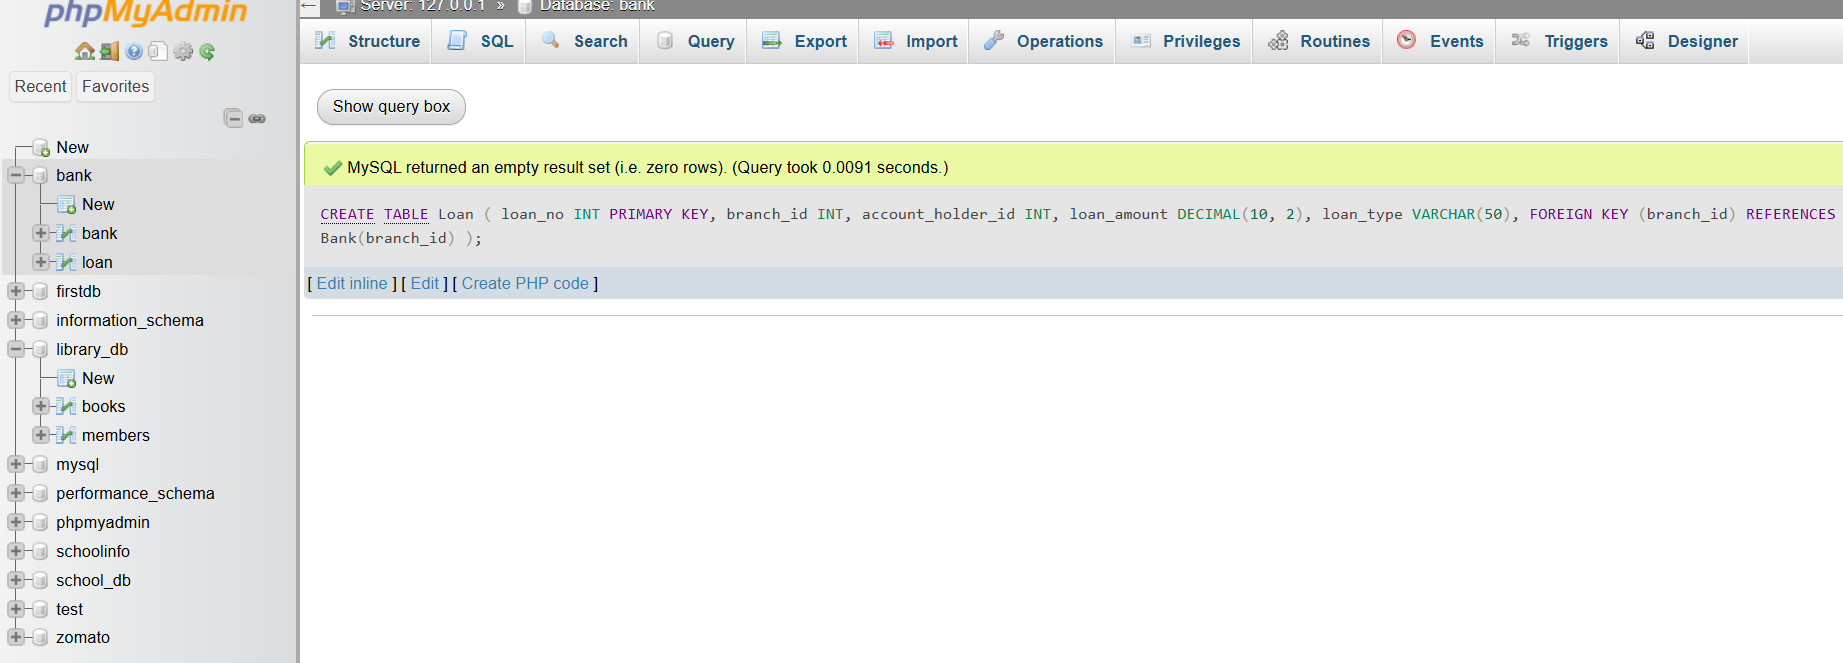 phpMyAdmin
Recent Favorites
New
bank
New
bank
loan
firstdb
information_schema
library_db
New
books
members
mysql
performance_schema
phpmyadmin
schoolinfo
school_db
test
zomato
Server: 127.0.0.1 » Database: bank
Structure SQL Search Query Export Import Operations Privileges Routines Events Triggers Designer
Show query box
MySQL returned an empty result set (i.e. zero rows). (Query took 0.0091 seconds.)
CREATE TABLE Loan ( loan_no INT PRIMARY KEY, branch_id INT, account_holder_id INT, loan_amount DECIMAL(10, 2), loan_type VARCHAR(50), FOREIGN KEY (branch_id) REFERENCES
Bank(branch_id) );
[ Edit inline ] [ Edit ] [ Create PHP code ]